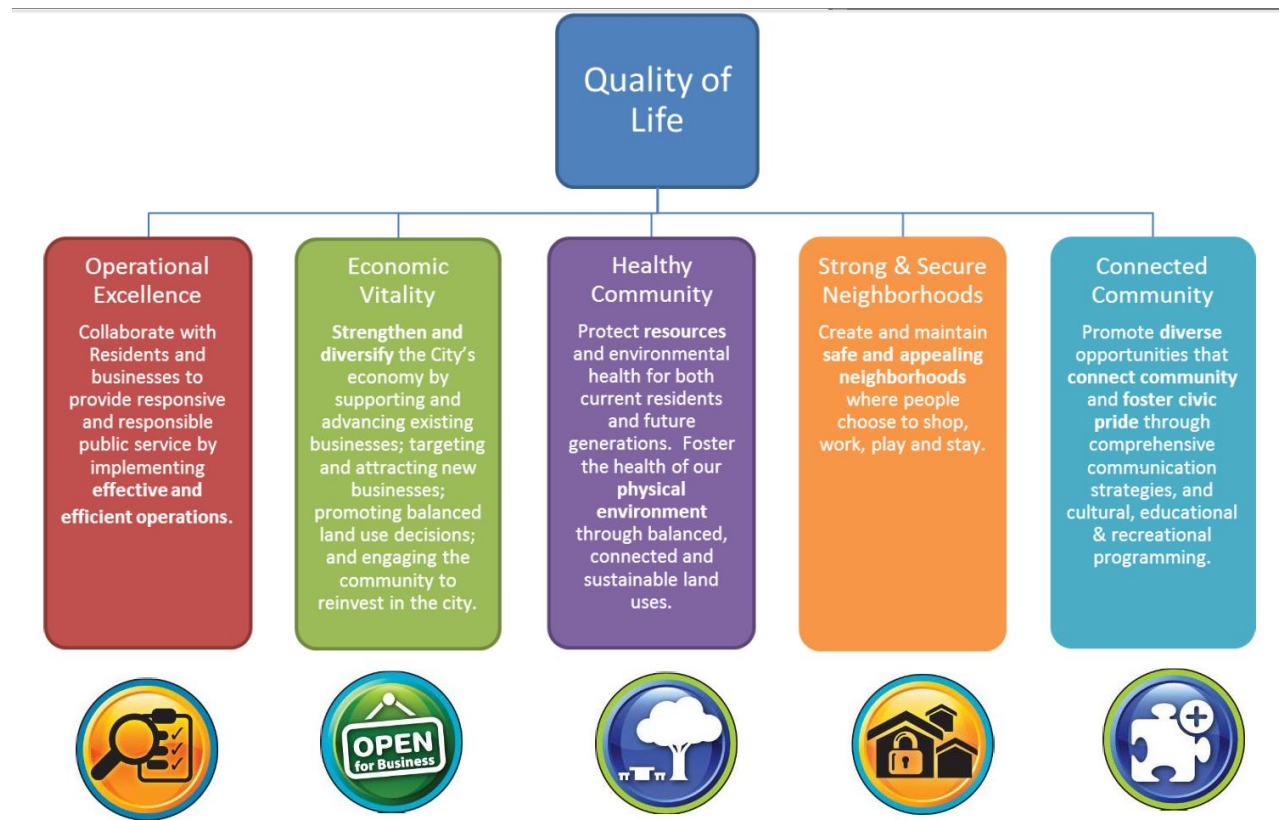 Quality of
Life
Operational
Excellence
Collaborate with
Residents and
businesses to
provide responsive
and responsible
public service by
implementing
effective and
efficient operations.
Economic
Vitality
Strengthen and
diversify the City's
economy by
supporting and
advancing existing
businesses; targeting
and attracting new
businesses;
promoting balanced
land use decisions;
and engaging the
community to
reinvest in the city.
Healthy
Community
Protect resources
and environmental
health for both
current residents
and future
generations. Foster
the health of our
physical
environment
through balanced,
connected and
sustainable land
uses.
Strong & Secure
Neighborhoods
Create and maintain
safe and appealing
neighborhoods
where people
choose to shop,
work, play and stay.
Connected
Community
Promote diverse
opportunities that
connect community
and foster civic
pride through
comprehensive
communication
strategies, and
cultural, educational
& recreational
programming.
OPEN
for Business